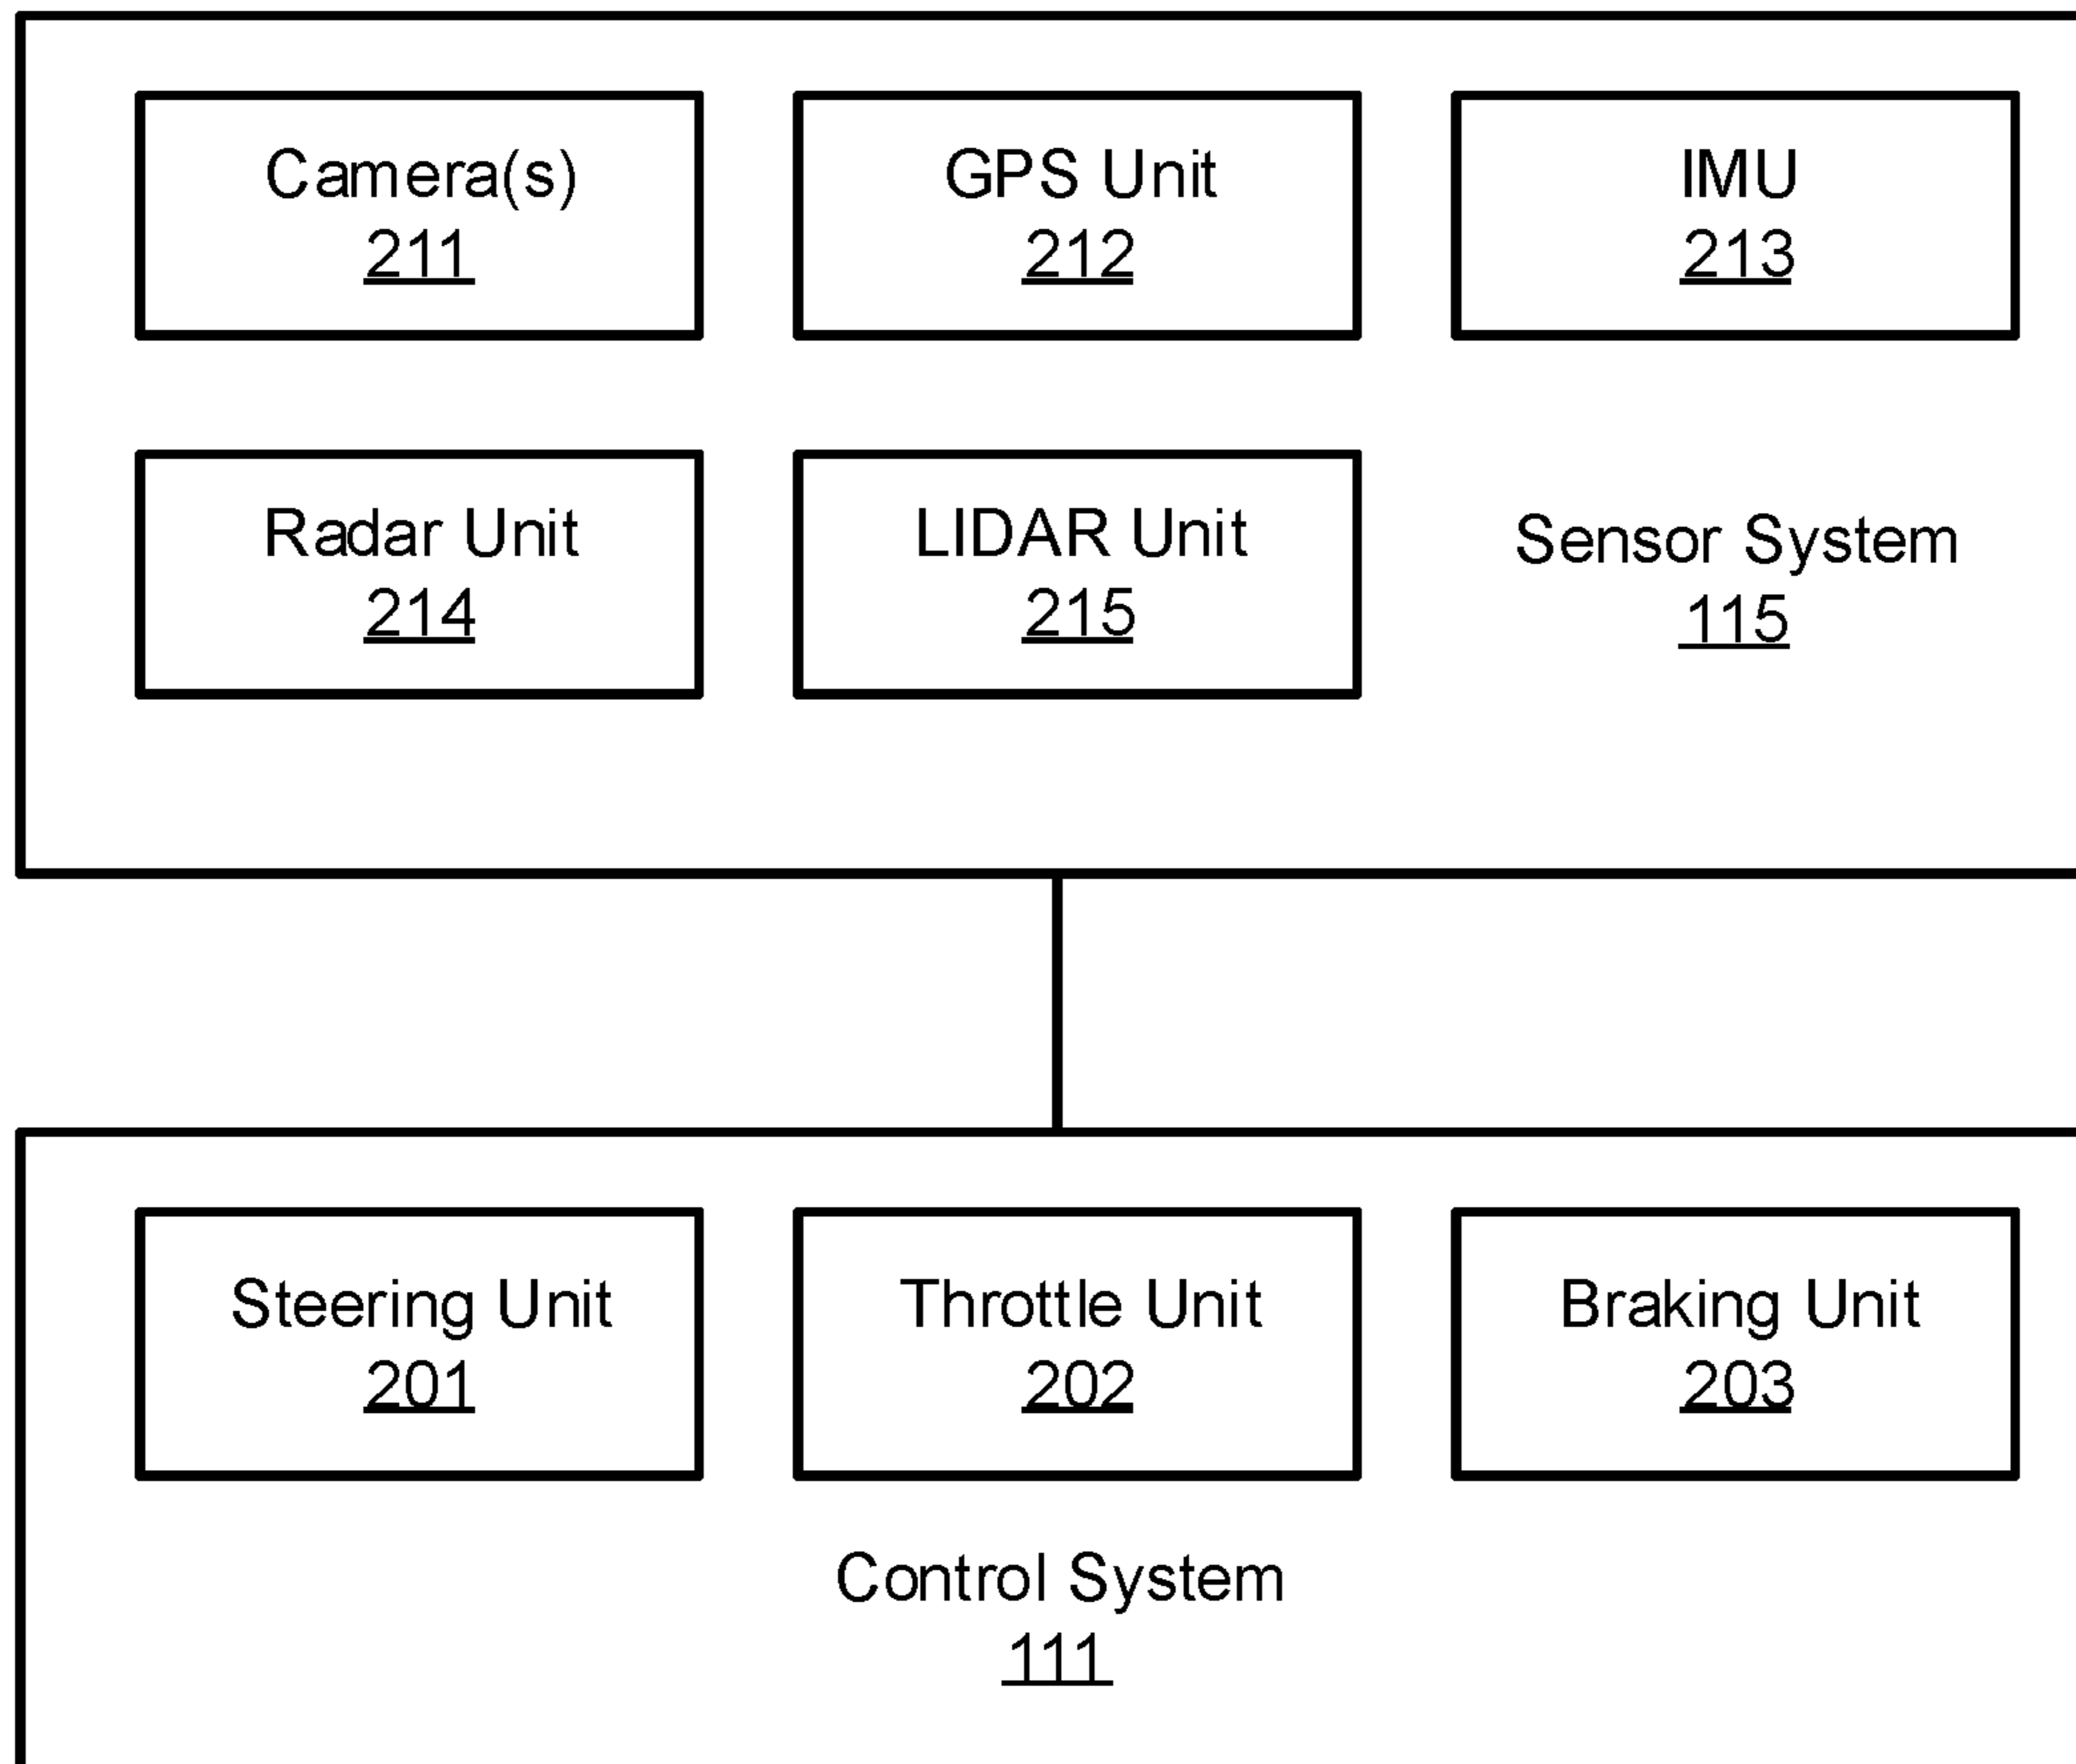 Camera(s)
211
GPS Unit
212
IMU
213
Radar Unit
214
LIDAR Unit
215
Sensor System
115
Steering Unit
201
Throttle Unit
202
Braking Unit
203
Control System
111